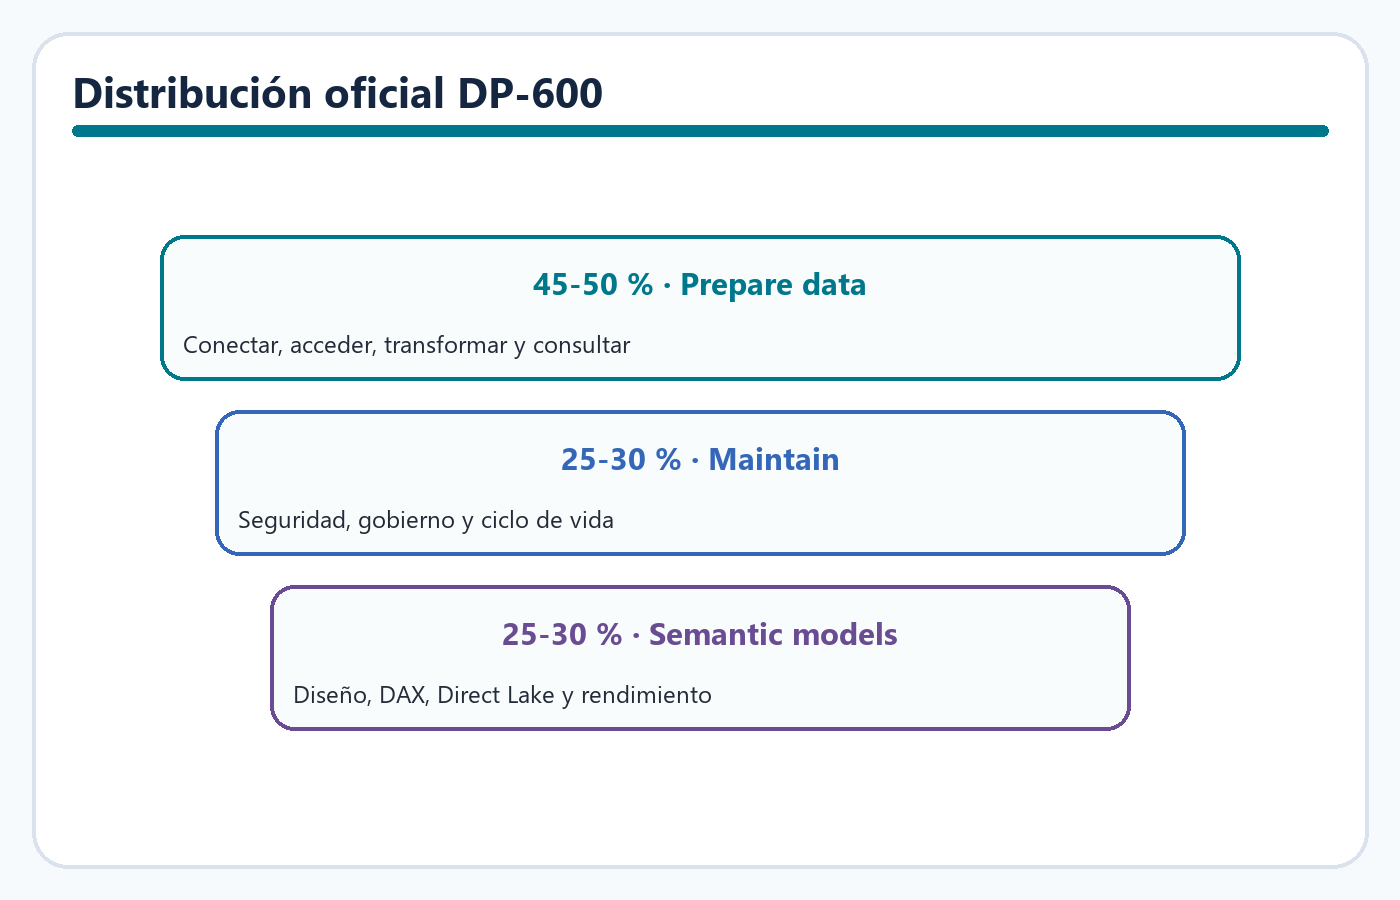 Distribución oficial DP-600
45-50 % · Prepare data
Conectar, acceder, transformar y consultar
25-30 % · Maintain
Seguridad, gobierno y ciclo de vida
25-30 % · Semantic models
Diseño, DAX, Direct Lake y rendimiento